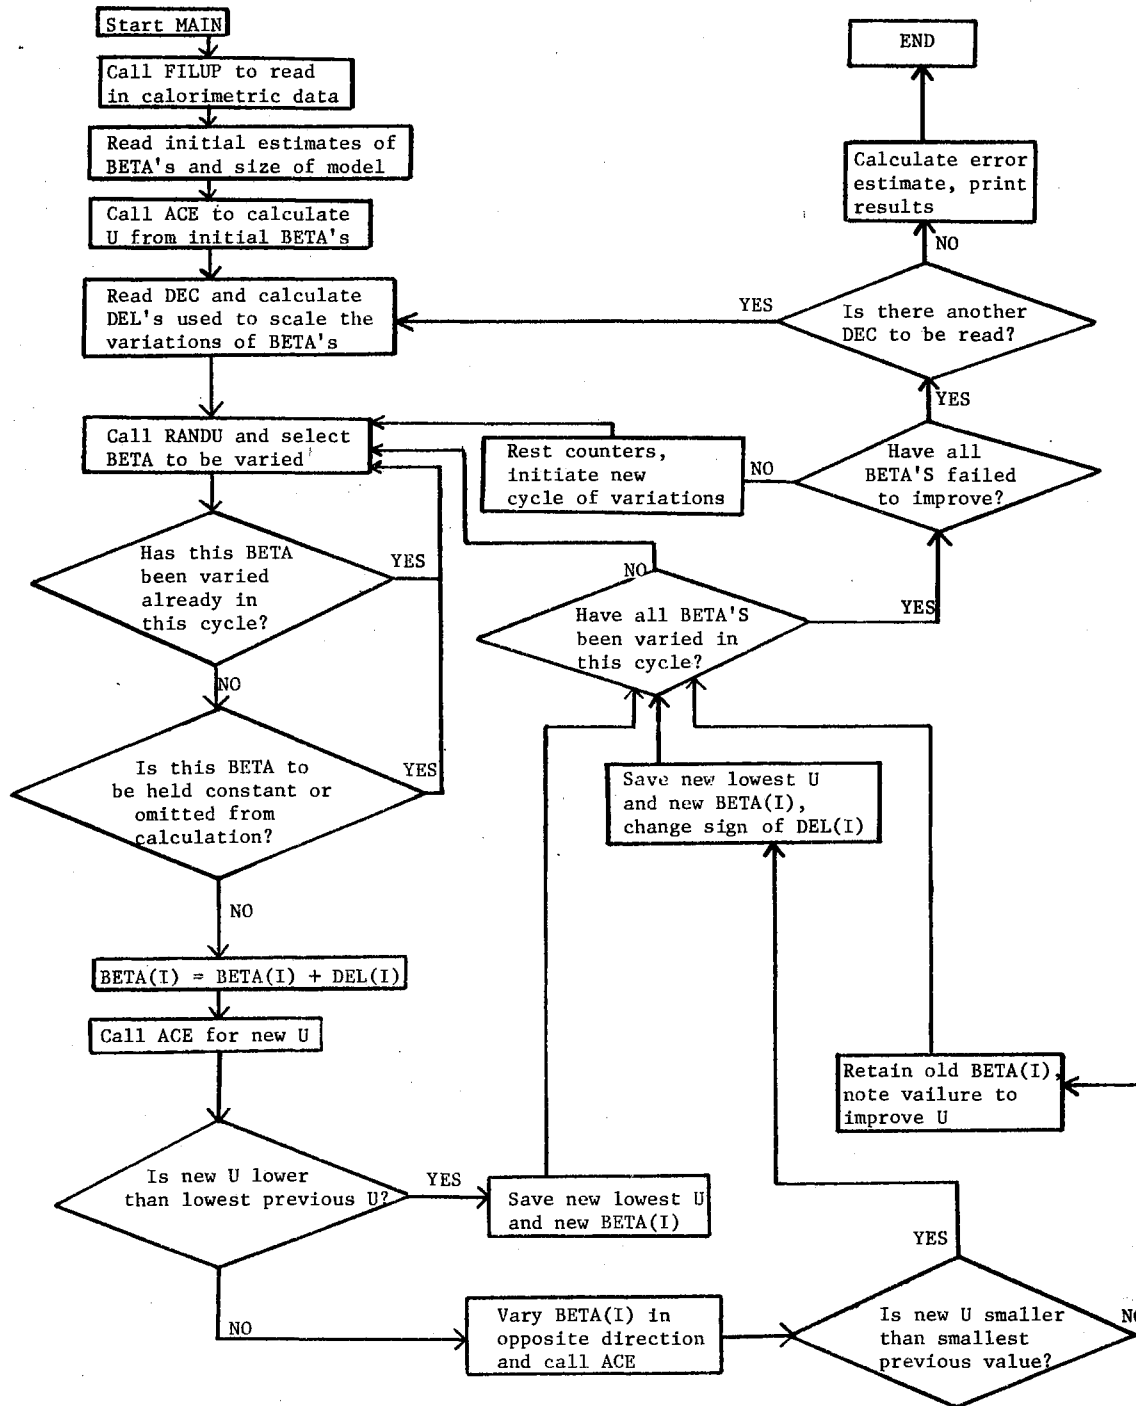 Start MAIN
Call FILUP to read
in calorimetric data
Read initial estimates of
BETA's and size of model
Call ACE to calculate
U from initial BETA's
Read DEC and calculate
DEL's used to scale the
variations of BETA's
Call RANDU and select
BETA to be varied
Has this BETA
been varied
already in
this cycle?
YES
NO
Is this BETA to
be held constant or
omitted from
calculation?
YES
NO
BETA(I) = BETA(I) + DEL(I)
Call ACE for new U
Is new U lower
than lowest previous U?
YES
Save new lowest U
and new BETA(I)
NO
Vary BETA(I) in
opposite direction
and call ACE
Is new U smaller
than smallest
previous value?
NO
YES
Retain old BETA(I),
note vailure to
improve U
Save new lowest U
and new BETA(I),
change sign of DEL(I)
Have all BETA'S
been varied in
this cycle?
NO
YES
Have all
BETA'S failed
to improve?
NO
Rest counters,
initiate new
cycle of variations
YES
Is there another
DEC to be read?
YES
NO
Calculate error
estimate, print
results
END